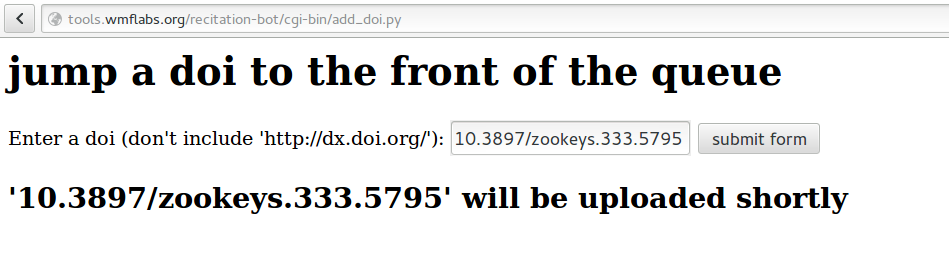 tools.wmflabs.org/recitation-bot/cgi-bin/add_doi.py
jump a doi to the front of the queue
Enter a doi (don't include 'http://dx.doi.org/'): 10.3897/zookeys.333.5795 submit form
'10.3897/zookeys.333.5795' will be uploaded shortly